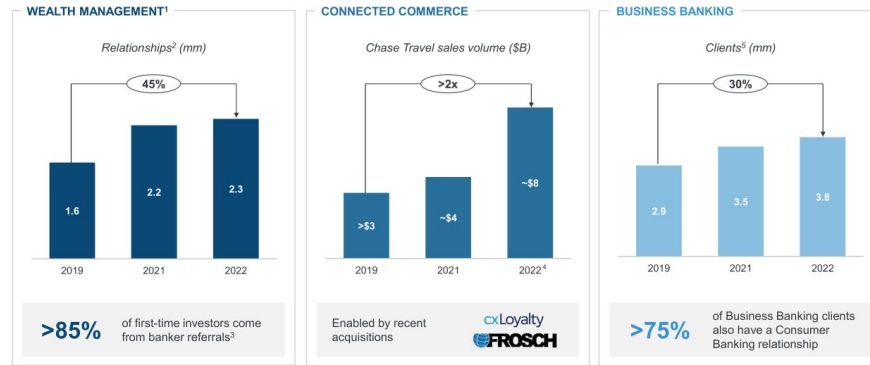 WEALTH MANAGEMENT¹
Relationships² (mm)
45%
1.6
2.2
2.3
2019
2021
2022
>85%
of first-time investors come
from banker referrals³
CONNECTED COMMERCE
Chase Travel sales volume ($B)
>2x
>$3
~$4
~$8
2019
2021
2022⁴
Enabled by recent
acquisitions
cxLoyalty
FROSCH
BUSINESS BANKING
Clients⁵ (mm)
30%
2.9
3.5
3.8
2019
2021
2022
>75%
of Business Banking clients
also have a Consumer
Banking relationship